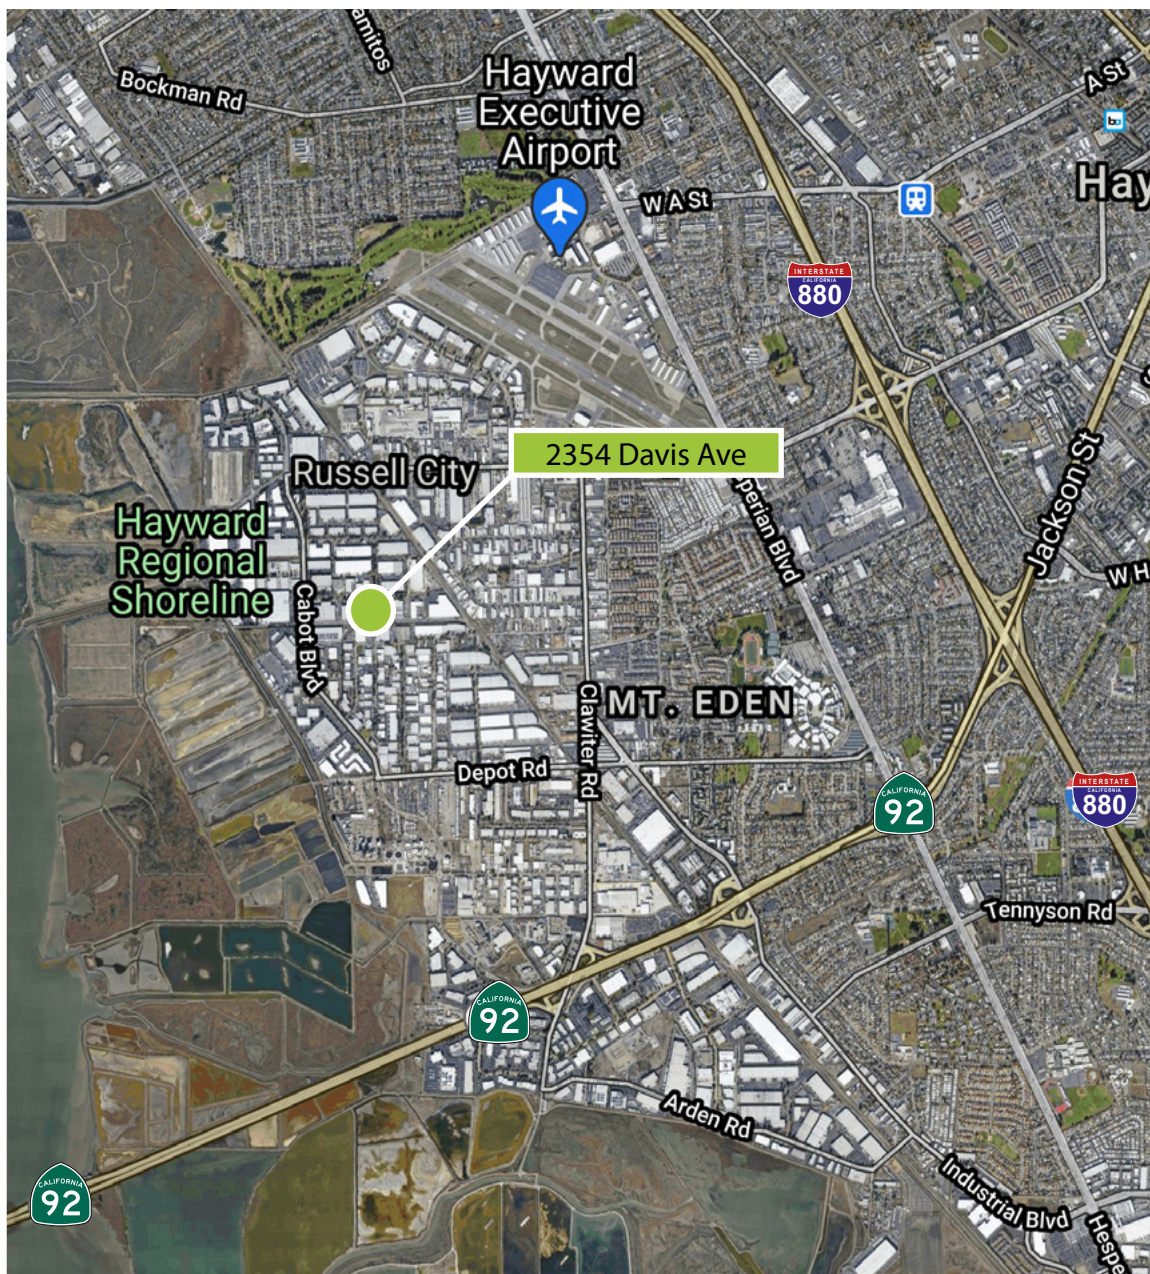 amitos
Bockman Rd
Hayward
Executive
Airport
A St
ba
Hay
W A St
INTERSTATE
CALIFORNIA
880
2354 Davis Ave
Russell City
Hayward
Regional
Shoreline
perian Blvd
Jackson St
W H
Cabot Blvd
MT. EDEN
Clawiter Rd
Depot Rd
CALIFORNIA
92
INTERSTATE
CALIFORNIA
880
Tennyson Rd
CALIFORNIA
92
Arden Rd
Industrial Blvd
CALIFORNIA
92
Hespe